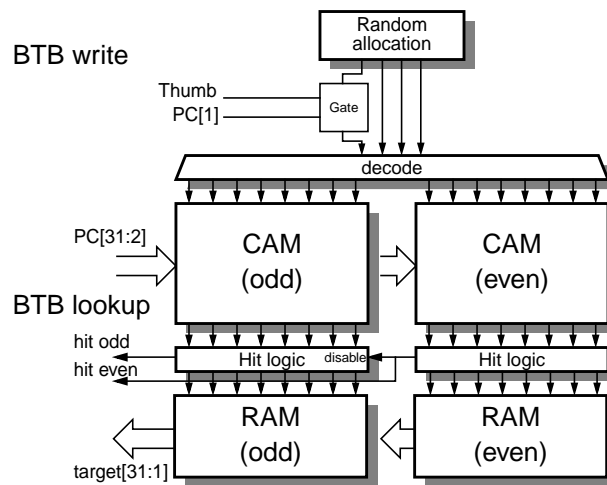 Random
allocation
BTB write
Thumb
PC[1]
Gate
decode
PC[31:2]
CAM
(odd)
CAM
(even)
BTB lookup
hit odd
Hit logic
disable
Hit logic
hit even
RAM
(odd)
RAM
(even)
target[31:1]